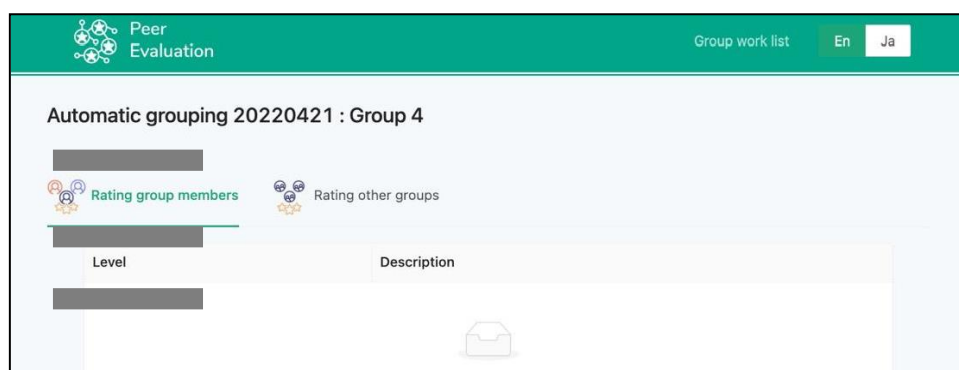 Peer
Evaluation
Group work list En Ja
Automatic grouping 20220421 : Group 4
Rating group members Rating other groups
Level Description